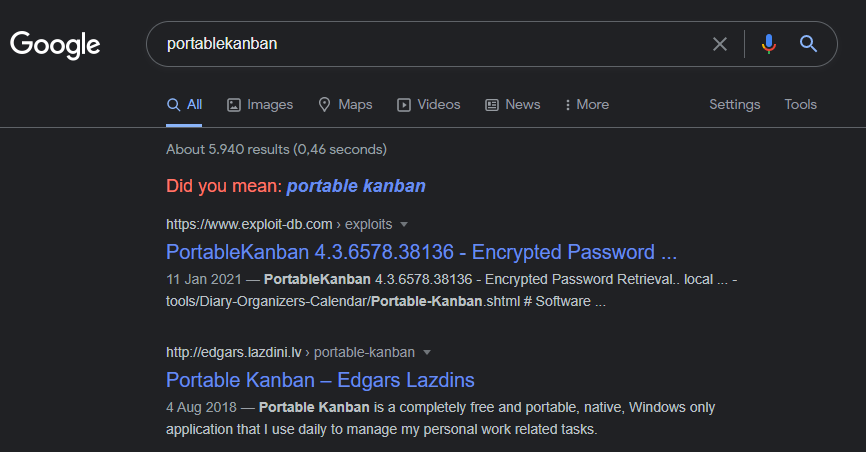 Google
portablekanban
All Images Maps Videos News More Settings Tools
About 5.940 results (0,46 seconds)
Did you mean: portable kanban
https://www.exploit-db.com › exploits
PortableKanban 4.3.6578.38136 - Encrypted Password ...
11 Jan 2021 — PortableKanban 4.3.6578.38136 - Encrypted Password Retrieval.. local ... -
tools/Diary-Organizers-Calendar/Portable-Kanban.shtml # Software ...
http://edgars.lazdini.lv › portable-kanban
Portable Kanban – Edgars Lazdins
4 Aug 2018 — Portable Kanban is a completely free and portable, native, Windows only
application that I use daily to manage my personal work related tasks.